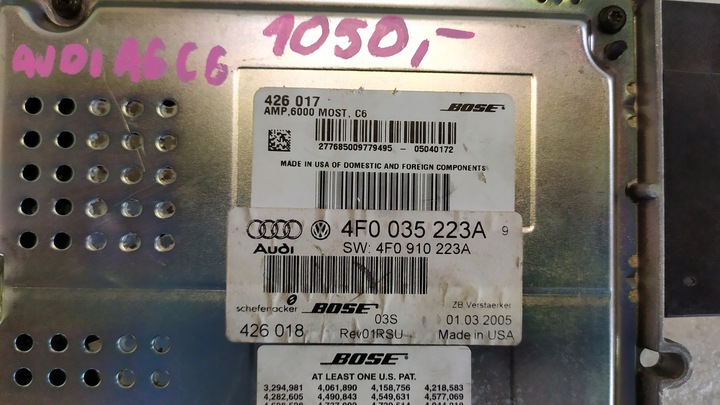 1050,-
AUDI A6 C6
426 017
AMP,6000 MOST, C6
BOSE
277685009779495 - 05040172
MADE IN USA OF DOMESTIC AND FOREIGN COMPONENTS
Audi
4F0 035 223A 9
SW: 4F0 910 223A
schefenacker BOSE 03S ZB Verstaerker
01 03 2005
426 018 Rev01RSU Made in USA
BOSE
AT LEAST ONE U.S. PAT.
3,294,981 4,061,890 4,158,756 4,218,583
4,282,605 4,490,843 4,549,631 4,577,069